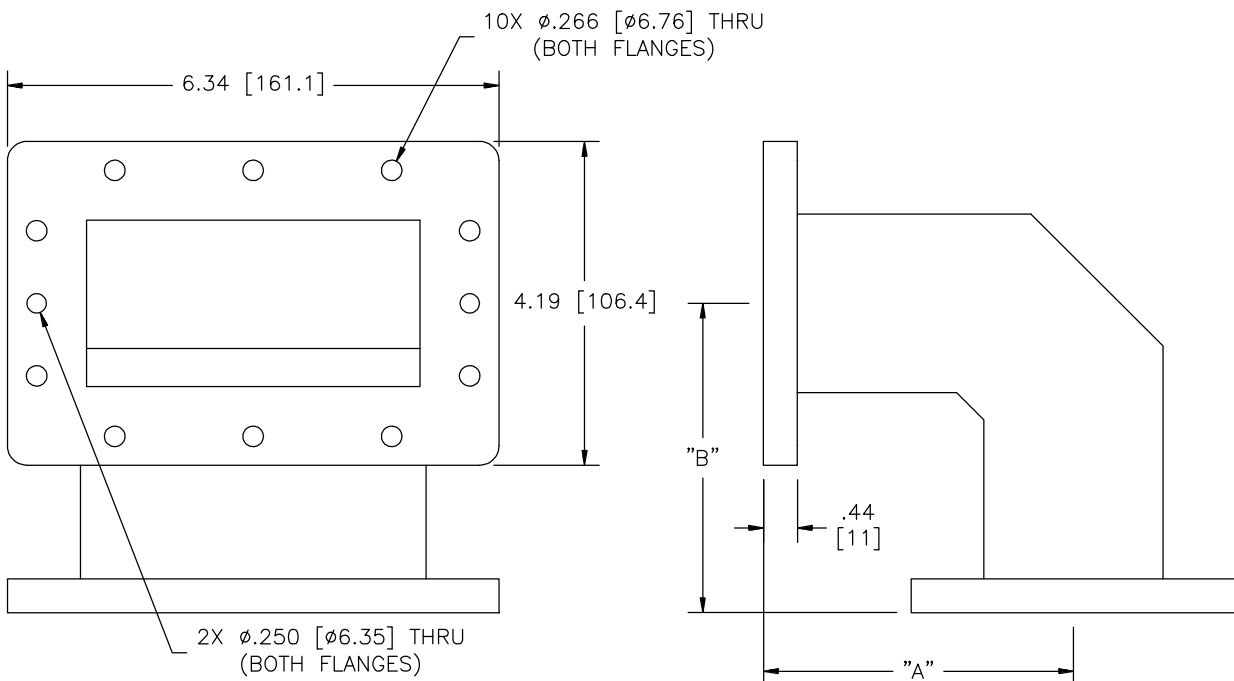 10X ø.266 [ø6.76] THRU
(BOTH FLANGES)
6.34 [161.1]
4.19 [106.4]
"B"
.44
[11]
2X ø.250 [ø6.35] THRU
(BOTH FLANGES)
"A"